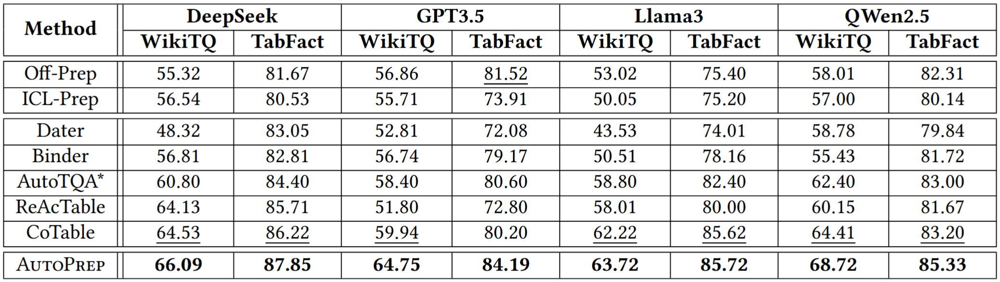 Method DeepSeek GPT3.5 Llama3 QWen2.5
WikiTQ TabFact WikiTQ TabFact WikiTQ TabFact WikiTQ TabFact
Off-Prep 55.32 81.67 56.86 81.52 53.02 75.40 58.01 82.31
ICL-Prep 56.54 80.53 55.71 73.91 50.05 75.20 57.00 80.14
Dater 48.32 83.05 52.81 72.08 43.53 74.01 58.78 79.84
Binder 56.81 82.81 56.74 79.17 50.51 78.16 55.43 81.72
AutoTQA* 60.80 84.40 58.40 80.60 58.80 82.40 62.40 83.00
ReAcTable 64.13 85.71 51.80 72.80 58.01 80.00 60.15 81.67
CoTable 64.53 86.22 59.94 80.20 62.22 85.62 64.41 83.20
AutoPrep 66.09 87.85 64.75 84.19 63.72 85.72 68.72 85.33